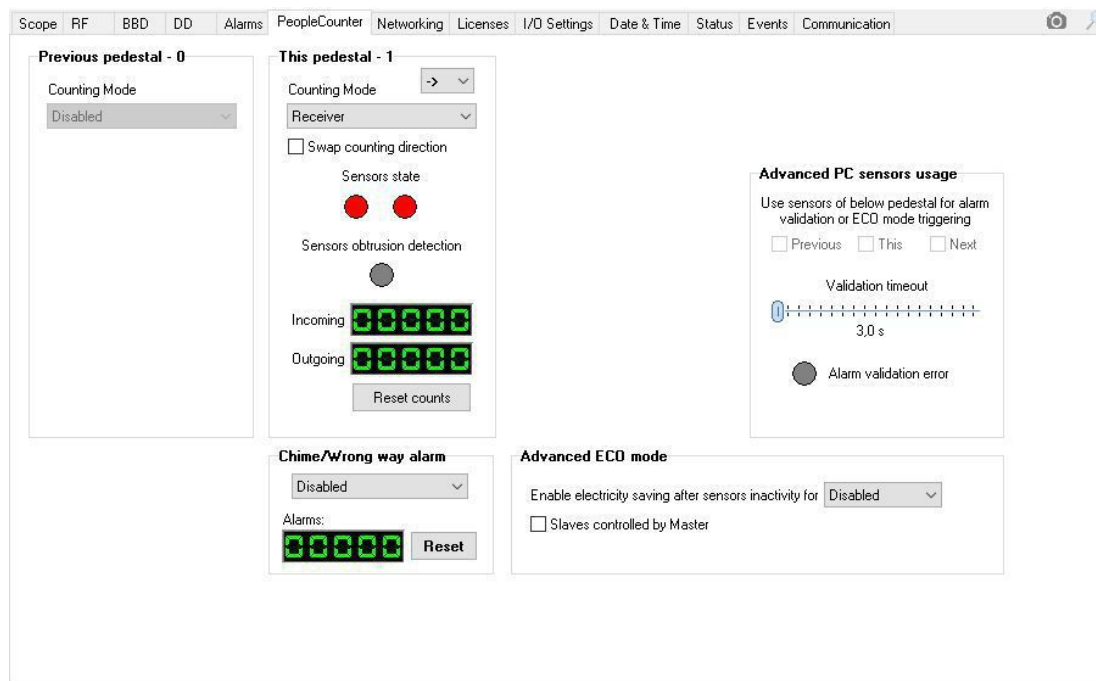 Scope RF BBD DD Alarms PeopleCounter Networking Licenses I/O Settings Date & Time Status Events Communication
Previous pedestal - 0
Counting Mode
Disabled
This pedestal - 1
->
Counting Mode
Receiver
Swap counting direction
Sensors state
Sensors obtrusion detection
Incoming 00000
Outgoing 00000
Reset counts
Advanced PC sensors usage
Use sensors of below pedestal for alarm
validation or ECO mode triggering
Previous This Next
Validation timeout
3,0 s
Alarm validation error
Chime/Wrong way alarm
Disabled
Alarms:
00000 Reset
Advanced ECO mode
Enable electricity saving after sensors inactivity for Disabled
Slaves controlled by Master